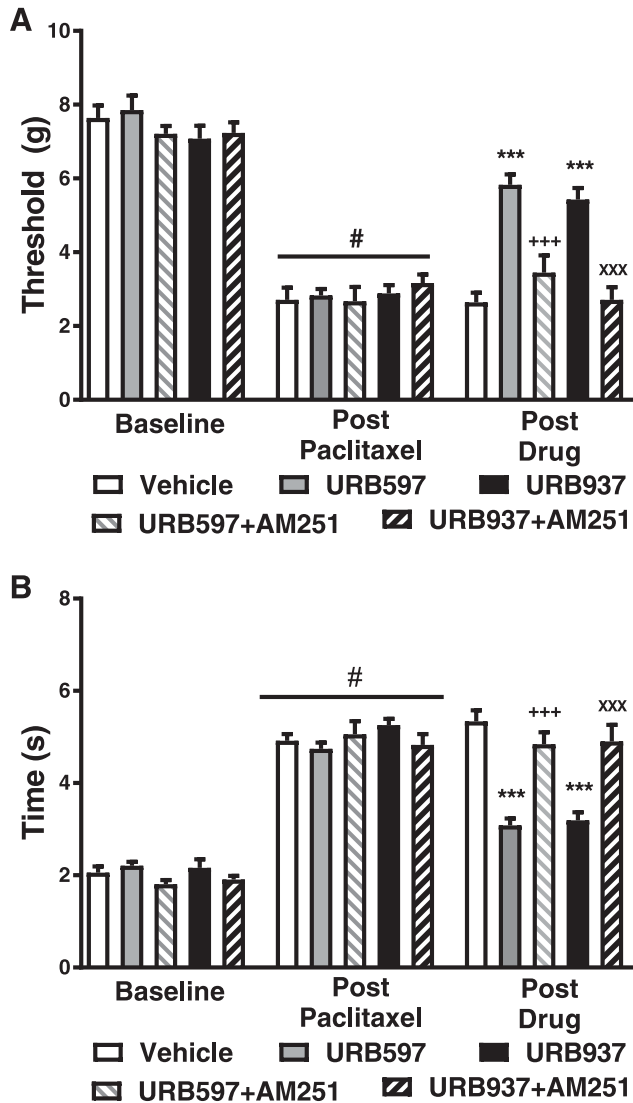 A
Threshold (g)
10
8
6
4
2
0
#
***
+++
***
xxx
Baseline
Post
Paclitaxel
Post
Drug
Vehicle
URB597
URB937
URB597+AM251
URB937+AM251
B
Time (s)
8
6
4
2
0
#
***
+++
***
xxx
Baseline
Post
Paclitaxel
Post
Drug
Vehicle
URB597
URB937
URB597+AM251
URB937+AM251